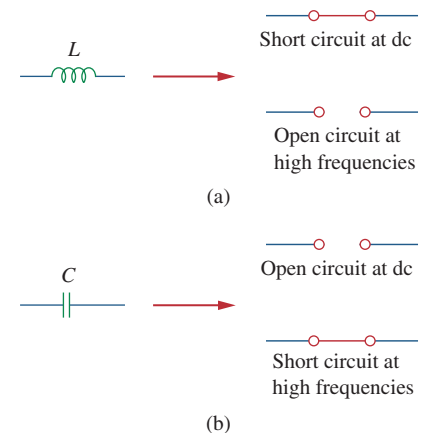 L
Short circuit at dc
Open circuit at
high frequencies
(a)
C
Open circuit at dc
Short circuit at
high frequencies
(b)